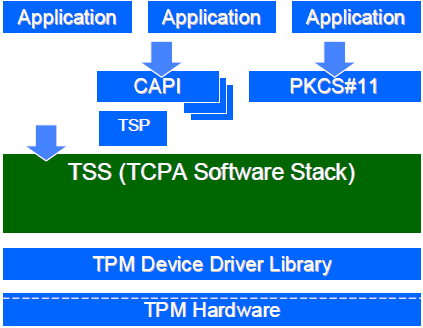 Application
Application
Application
CAPI
PKCS#11
TSP
TSS (TCPA Software Stack)
TPM Device Driver Library
TPM Hardware